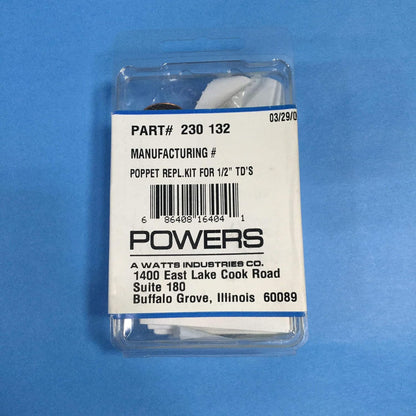 03/29/0
PART# 230 132
MANUFACTURING #
POPPET REPL.KIT FOR 1/2" TD'S
6 86408 16404 1
POWERS
A WATTS INDUSTRIES CO.
1400 East Lake Cook Road
Suite 180
Buffalo Grove, Illinois 60089